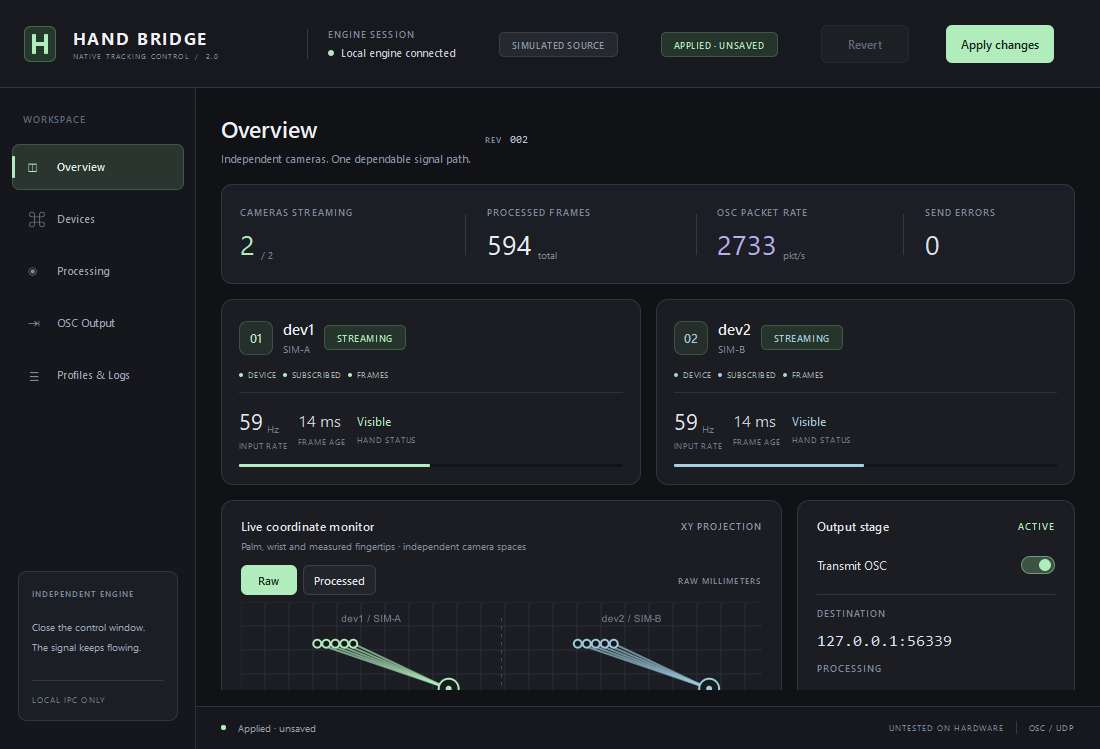 H
HAND BRIDGE
NATIVE TRACKING CONTROL / 2.0
ENGINE SESSION
Local engine connected
SIMULATED SOURCE
APPLIED · UNSAVED
Revert
Apply changes
WORKSPACE
Overview
Devices
Processing
OSC Output
Profiles & Logs
INDEPENDENT ENGINE
Close the control window.
The signal keeps flowing.
LOCAL IPC ONLY
Overview
REV 002
Independent cameras. One dependable signal path.
CAMERAS STREAMING
2 / 2
PROCESSED FRAMES
594 total
OSC PACKET RATE
2733 pkt/s
SEND ERRORS
0
01
dev1
SIM-A
STREAMING
DEVICE SUBSCRIBED FRAMES
59 Hz
INPUT RATE
14 ms
FRAME AGE
Visible
HAND STATUS
02
dev2
SIM-B
STREAMING
DEVICE SUBSCRIBED FRAMES
59 Hz
INPUT RATE
14 ms
FRAME AGE
Visible
HAND STATUS
Live coordinate monitor
XY PROJECTION
Palm, wrist and measured fingertips · independent camera spaces
Raw
Processed
RAW MILLIMETERS
dev1 / SIM-A
dev2 / SIM-B
Output stage
ACTIVE
Transmit OSC
DESTINATION
127.0.0.1:56339
PROCESSING
Applied · unsaved
UNTESTED ON HARDWARE
OSC / UDP